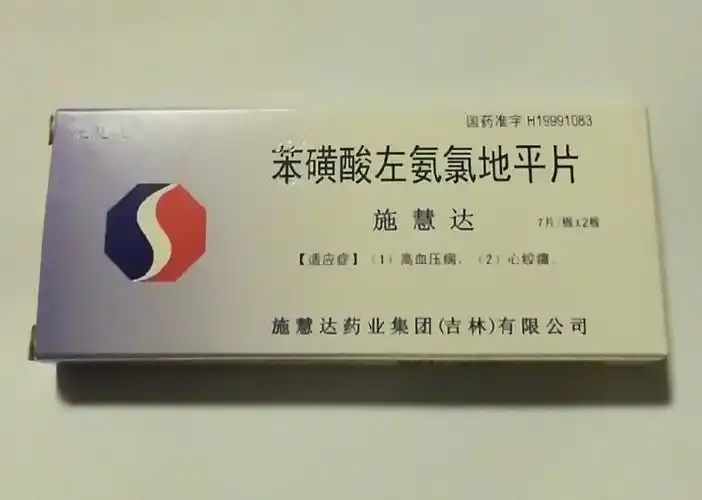 国药准字 H19991083
苯磺酸左氨氯地平片
施慧达
7片/板x2板
【适应症】（1）高血压病．（2）心绞痛．
施慧达药业集团(吉林)有限公司